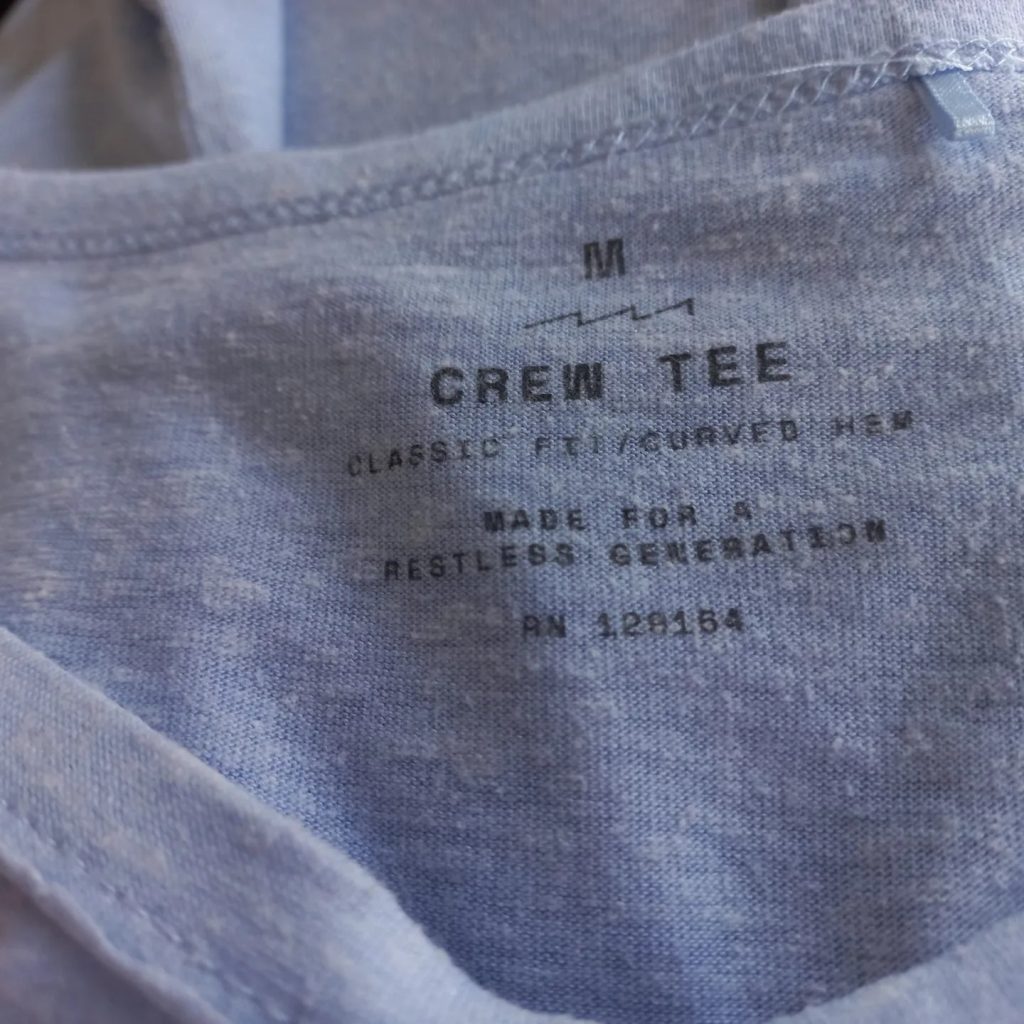 M
CREW TEE
CLASSIC FIT/CURVED HEM
MADE FOR A
RESTLESS GENERATION
RN 128164